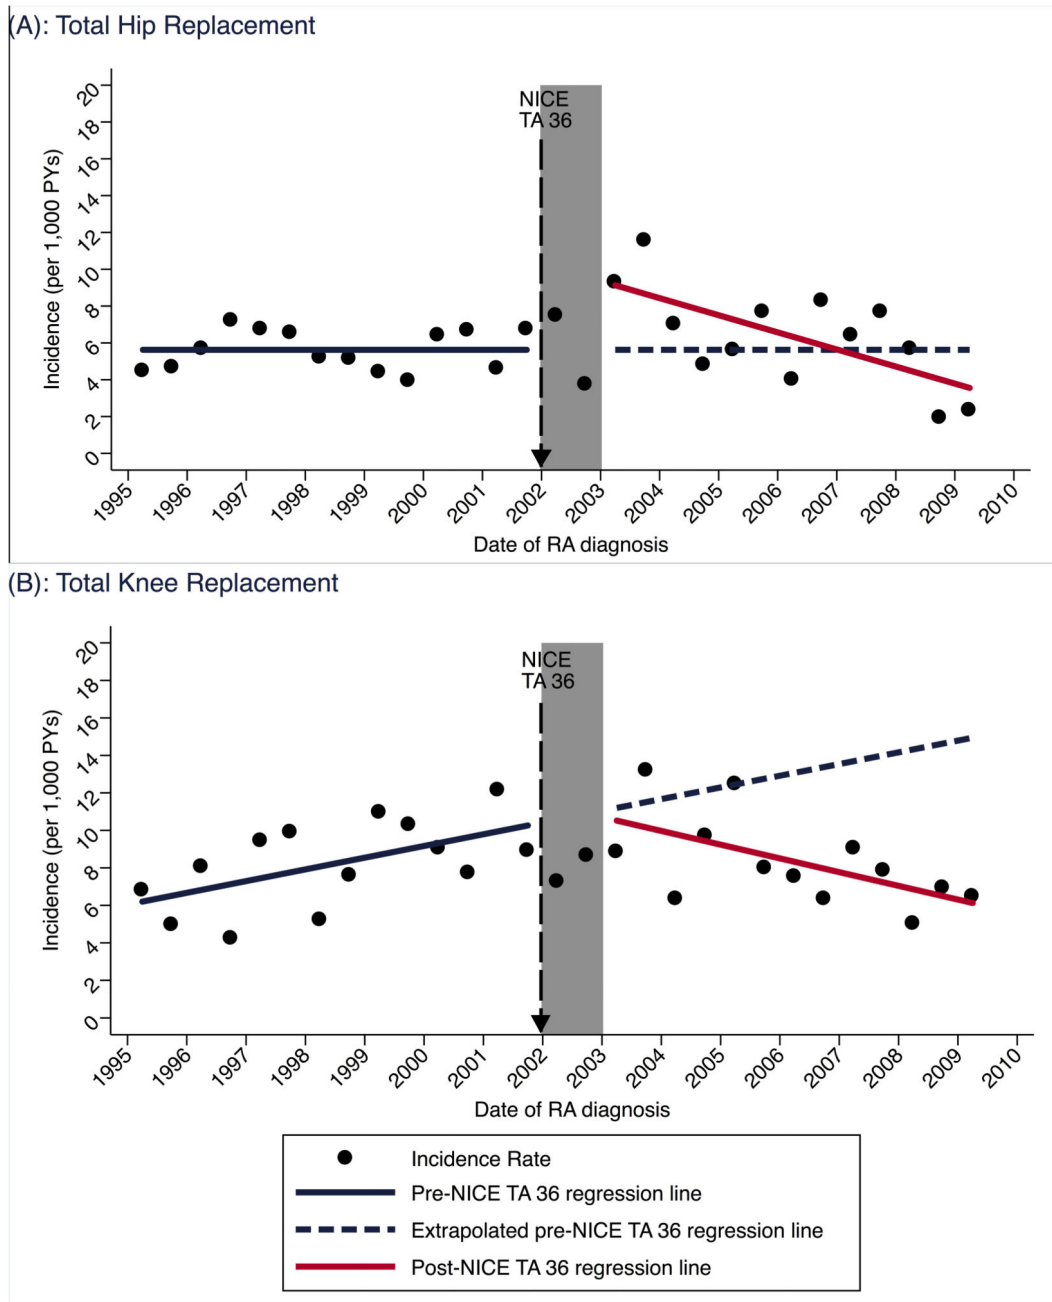 (A): Total Hip Replacement
20
18
16
14
12
10
8
6
4
2
0
Incidence (per 1,000 PYs)
NICE
TA 36
1995 1996 1997 1998 1999 2000 2001 2002 2003 2004 2005 2006 2007 2008 2009 2010
Date of RA diagnosis
(B): Total Knee Replacement
20
18
16
14
12
10
8
6
4
2
0
Incidence (per 1,000 PYs)
NICE
TA 36
1995 1996 1997 1998 1999 2000 2001 2002 2003 2004 2005 2006 2007 2008 2009 2010
Date of RA diagnosis
Incidence Rate
Pre-NICE TA 36 regression line
Extrapolated pre-NICE TA 36 regression line
Post-NICE TA 36 regression line